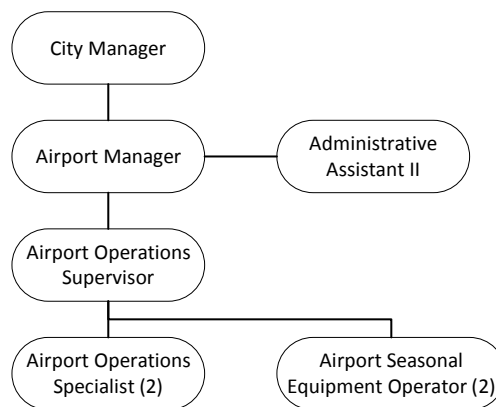 City Manager
Airport Manager
Administrative
Assistant II
Airport Operations
Supervisor
Airport Operations
Specialist (2)
Airport Seasonal
Equipment Operator (2)